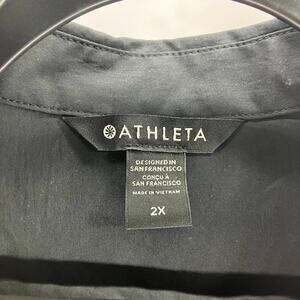 ATHLETA
DESIGNED IN
SAN FRANCISCO
CONÇU À
SAN FRANCISCO
MADE IN VIETNAM
2X